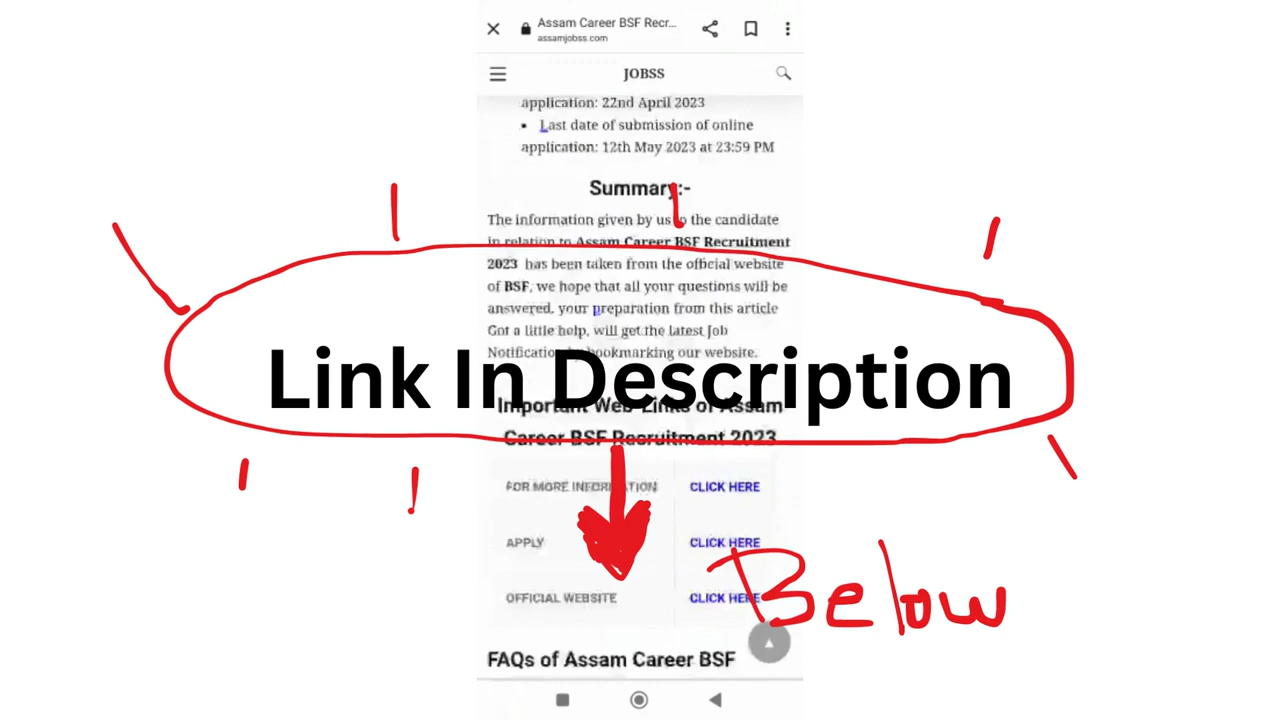 Assam Career BSF Recr...
assamjobss.com
JOBSS
application: 22nd April 2023
• Last date of submission of online
application: 12th May 2023 at 23:59 PM
Summary:-
The information given by us to the candidate
in relation to Assam Career BSF Recruitment
2023 has been taken from the official website
of BSF, we hope that all your questions will be
answered, your preparation from this article
Got a little help, will get the latest Job
Notification by bookmarking our website.
Link In Description
Important Web-Links of Assam
Career BSF Recruitment 2023
FOR MORE INFORMATION CLICK HERE
APPLY CLICK HERE
OFFICIAL WEBSITE CLICK HERE
Below
FAQs of Assam Career BSF